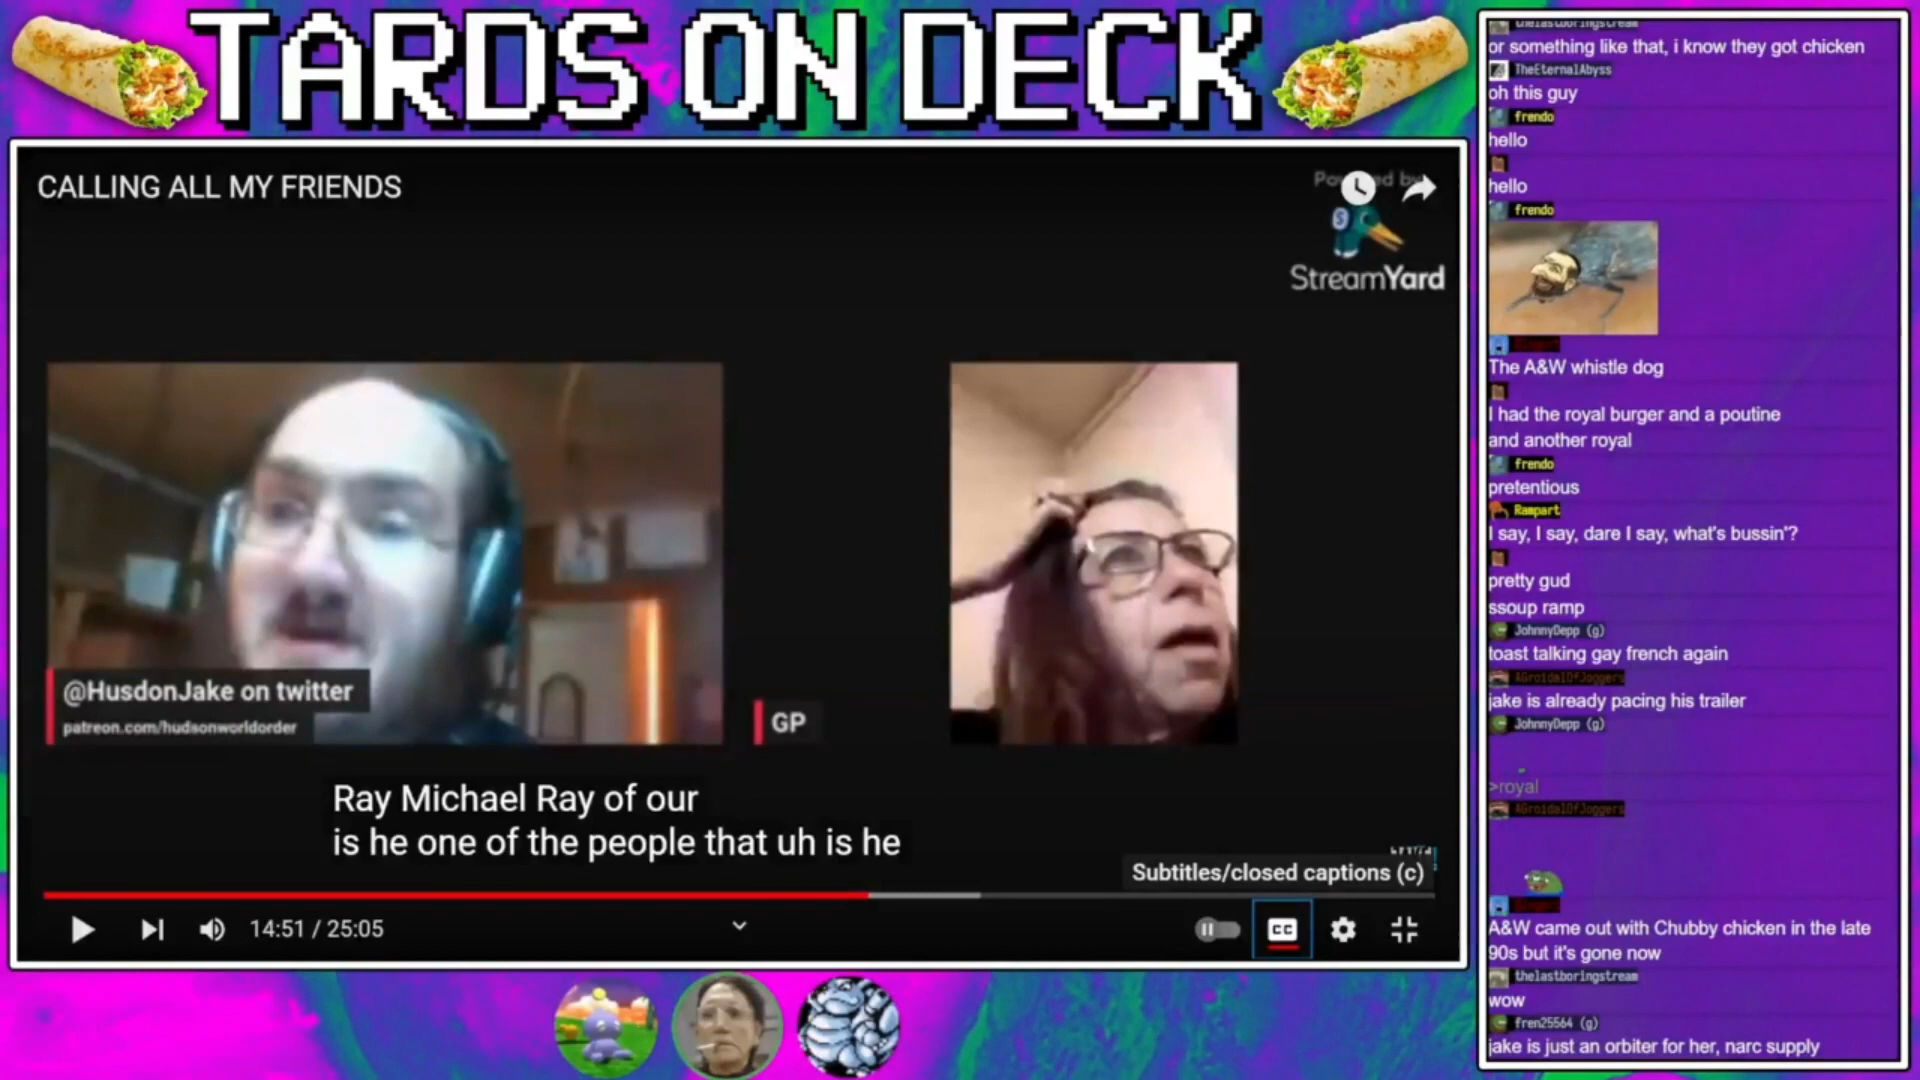 TARDS ON DECK
CALLING ALL MY FRIENDS
Powered by
StreamYard
@HusdonJake on twitter
patreon.com/hudsonworldorder
GP
Ray Michael Ray of our
is he one of the people that uh is he
Subtitles/closed captions (c)
14:51 / 25:05
CC
thelastboringstream
or something like that, i know they got chicken
TheEternalAbyss
oh this guy
frendo
hello
hello
frendo
The A&W whistle dog
I had the royal burger and a poutine
and another royal
frendo
pretentious
Rampart
I say, I say, dare I say, what's bussin'?
pretty gud
ssoup ramp
JohnnyDepp (g)
toast talking gay french again
AGroidalOfJoggers
jake is already pacing his trailer
JohnnyDepp (g)
>royal
AGroidalOfJoggers
A&W came out with Chubby chicken in the late
90s but it's gone now
thelastboringstream
wow
fren25564 (g)
jake is just an orbiter for her, narc supply